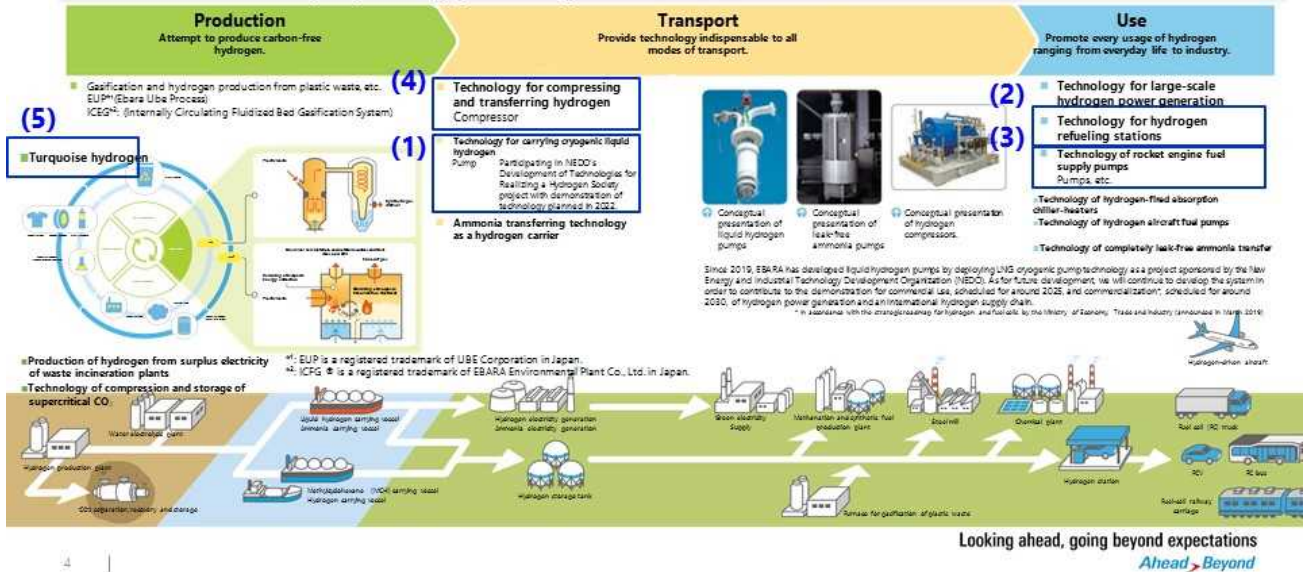 Production
Attempt to produce carbon-free
hydrogen.
Transport
Provide technology indispensable to all
modes of transport.
Use
Promote every usage of hydrogen
ranging from everyday life to industry.
Gasification and hydrogen production from plastic waste, etc.
EUP*¹ (Ebara Ube Process)
ICFG*²: (Internally Circulating Fluidized Bed Gasification System)
(5)
Turquoise hydrogen
(4)
Technology for compressing
and transferring hydrogen
Compressor
(1)
Technology for carrying cryogenic liquid
hydrogen
Pump Participating in NEDO's
Development of Technologies for
Realizing a Hydrogen Society
project with demonstration of
technology planned in 2022.
Ammonia transferring technology
as a hydrogen carrier
Conceptual
presentation of
liquid hydrogen
pumps
Conceptual
presentation of
leak-free
ammonia pumps
Conceptual presentation
of hydrogen
compressors.
(2)
Technology for large-scale
hydrogen power generation
(3)
Technology for hydrogen
refueling stations
Technology of rocket engine fuel
supply pumps
Pumps, etc.
Technology of hydrogen-fired absorption
chiller-heaters
Technology of hydrogen aircraft fuel pumps
Technology of completely leak-free ammonia transfer
Since 2019, EBARA has developed liquid hydrogen pumps by deploying LNG cryogenic pump technology as a project sponsored by the New
Energy and Industrial Technology Development Organization (NEDO). As for future development, we will continue to develop the system in
order to contribute to the demonstration for commercial use, scheduled for around 2025, and commercialization*, scheduled for around
2030, of hydrogen power generation and an international hydrogen supply chain.
* In accordance with the strategic roadmap for hydrogen and fuel cells by the Ministry of Economy, Trade and Industry (announced in March 2019)
Hydrogen-driven aircraft
Production of hydrogen from surplus electricity
of waste incineration plants
Technology of compression and storage of
supercritical CO₂
*1: EUP is a registered trademark of UBE Corporation in Japan.
*2: ICFG ® is a registered trademark of EBARA Environmental Plant Co., Ltd. in Japan.
Water electrolysis plant
Hydrogen production plant
CO2 separation, recovery and storage
Liquid hydrogen carrying vessel
Ammonia carrying vessel
Methylcyclohexane (MCH) carrying vessel
Hydrogen carrying vessel
Hydrogen electricity generation
Ammonia electricity generation
Hydrogen storage tank
Green electricity
Supply
Methanation and synthetic fuel
production plant
Steel mill
Chemical plant
Furnace for gasification of plastic waste
Hydrogen station
Fuel cell (FC) truck
FCV
FC bus
Fuel-cell railway
carriage
Looking ahead, going beyond expectations
Ahead Beyond
4